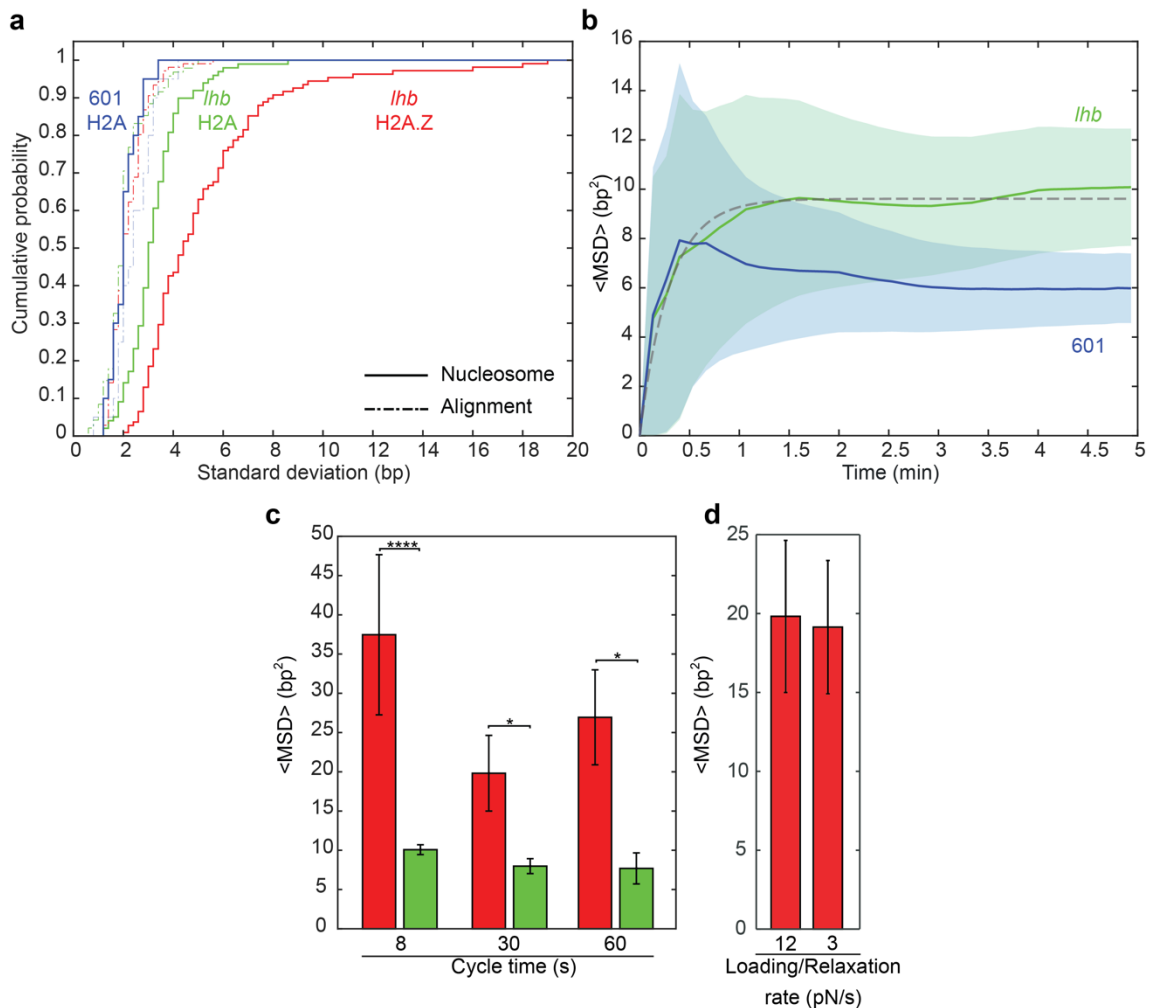 a
1
0.9
0.8
0.7
0.6
0.5
0.4
0.3
0.2
0.1
0
Cumulative probability
601
H2A
lhb
H2A
lhb
H2A.Z
Nucleosome
Alignment
0 2 4 6 8 10 12 14 16 18 20
Standard deviation (bp)
b
16
14
12
10
8
6
4
2
0
<MSD> (bp²)
lhb
601
0 0.5 1 1.5 2 2.5 3 3.5 4 4.5 5
Time (min)
c
50
45
40
35
30
25
20
15
10
5
0
<MSD> (bp²)
****
*
*
8 30 60
Cycle time (s)
d
25
20
15
10
5
0
<MSD> (bp²)
12 3
Loading/Relaxation
rate (pN/s)